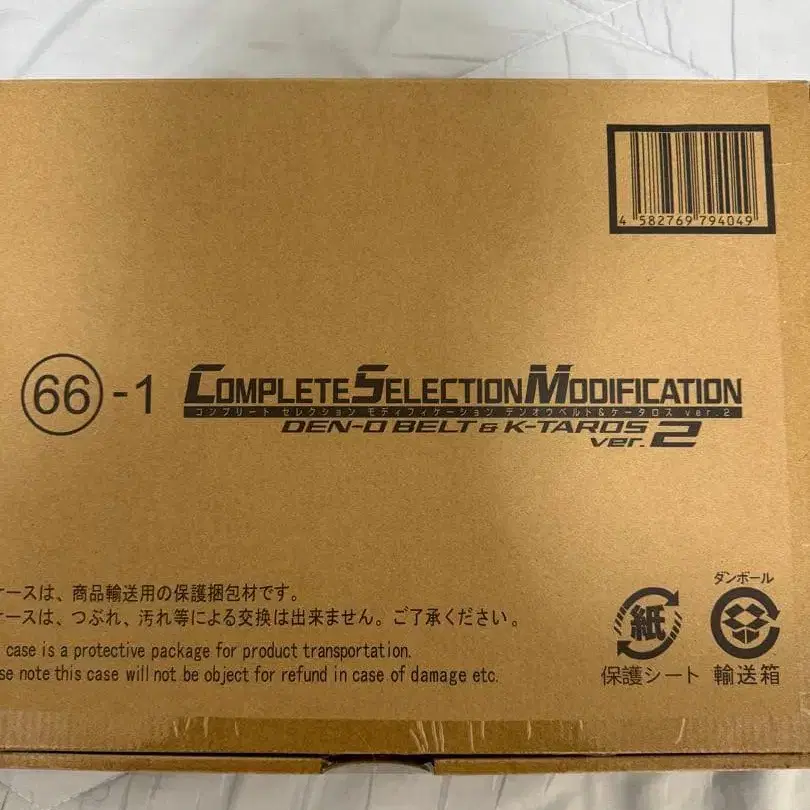 4 582769 794049
66-1 COMPLETE SELECTION MODIFICATION
コンプリート セレクション モディフィケーション デンオウベルト&ケータロス ver.2
DEN-O BELT & K-TAROS
ver.2
ケースは、商品輸送用の保護梱包材です。
ケースは、つぶれ、汚れ等による交換は出来ません。ご了承ください。
case is a protective package for product transportation.
se note this case will not be object for refund in case of damage etc.
紙
保護シート
ダンボール
輸送箱